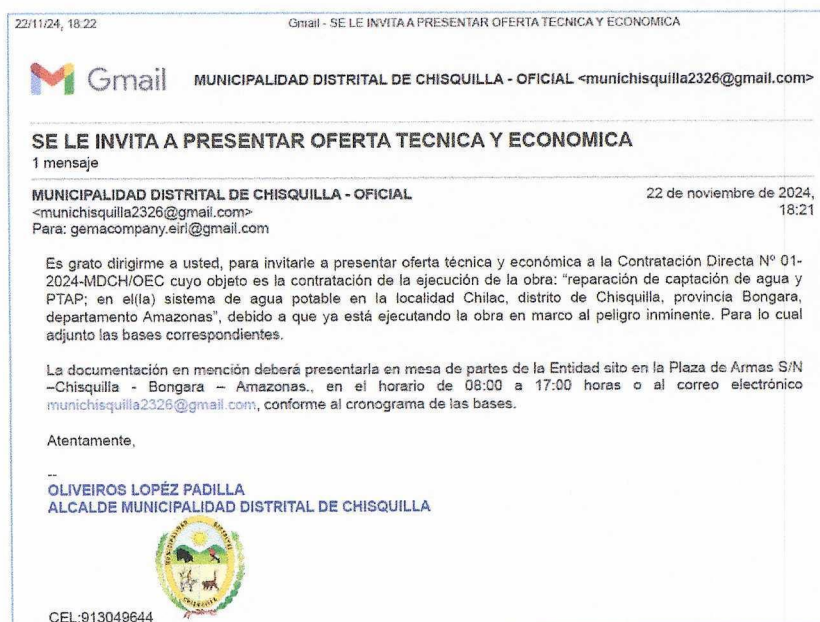 22/11/24, 18:22 Gmail - SE LE INVITA A PRESENTAR OFERTA TECNICA Y ECONOMICA
Gmail MUNICIPALIDAD DISTRITAL DE CHISQUILLA - OFICIAL <munichisquilla2326@gmail.com>
SE LE INVITA A PRESENTAR OFERTA TECNICA Y ECONOMICA
1 mensaje
MUNICIPALIDAD DISTRITAL DE CHISQUILLA - OFICIAL 22 de noviembre de 2024,
<munichisquilla2326@gmail.com> 18:21
Para: gemacompany.eirl@gmail.com
Es grato dirigirme a usted, para invitarle a presentar oferta técnica y económica a la Contratación Directa Nº 01-
2024-MDCH/OEC cuyo objeto es la contratación de la ejecución de la obra: "reparación de captación de agua y
PTAP; en el(la) sistema de agua potable en la localidad Chilac, distrito de Chisquilla, provincia Bongara,
departamento Amazonas", debido a que ya está ejecutando la obra en marco al peligro inminente. Para lo cual
adjunto las bases correspondientes.
La documentación en mención deberá presentarla en mesa de partes de la Entidad sito en la Plaza de Armas S/N
–Chisquilla - Bongara – Amazonas., en el horario de 08:00 a 17:00 horas o al correo electrónico
munichisquilla2326@gmail.com, conforme al cronograma de las bases.
Atentamente,
--
OLIVEIROS LOPÉZ PADILLA
ALCALDE MUNICIPALIDAD DISTRITAL DE CHISQUILLA
MUNICIPALIDAD DISTRITAL
CHISQUILLA
CEL:913049644